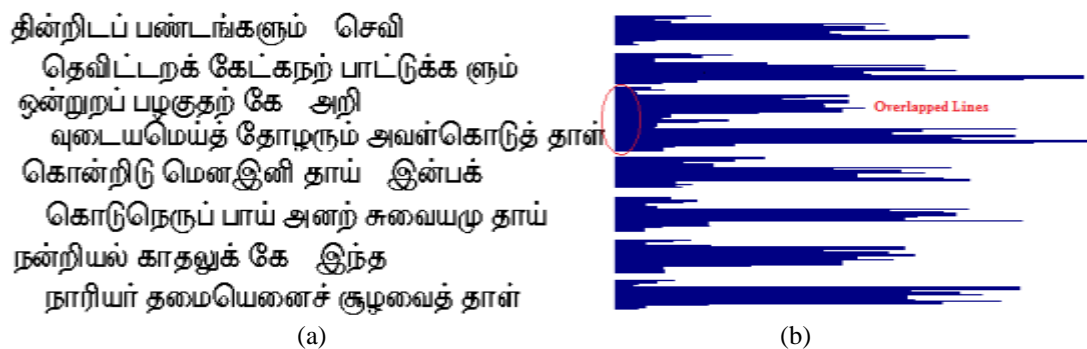 தின்றிடப் பண்டங்களும் செவி
தெவிட்டறக் கேட்கநற் பாட்டுக்க ளும்
ஒன்றுறப் பழகுதற் கே அறி
வுடையமெய்த் தோழரும் அவள்கொடுத் தாள்
கொன்றிடு மெனஇனி தாய் இன்பக்
கொடுநெருப் பாய் அனற் சுவையமு தாய்
நன்றியல் காதலுக் கே இந்த
நாரியர் தமையெனைச் சூழவைத் தாள்
(a)
Overlapped Lines
(b)